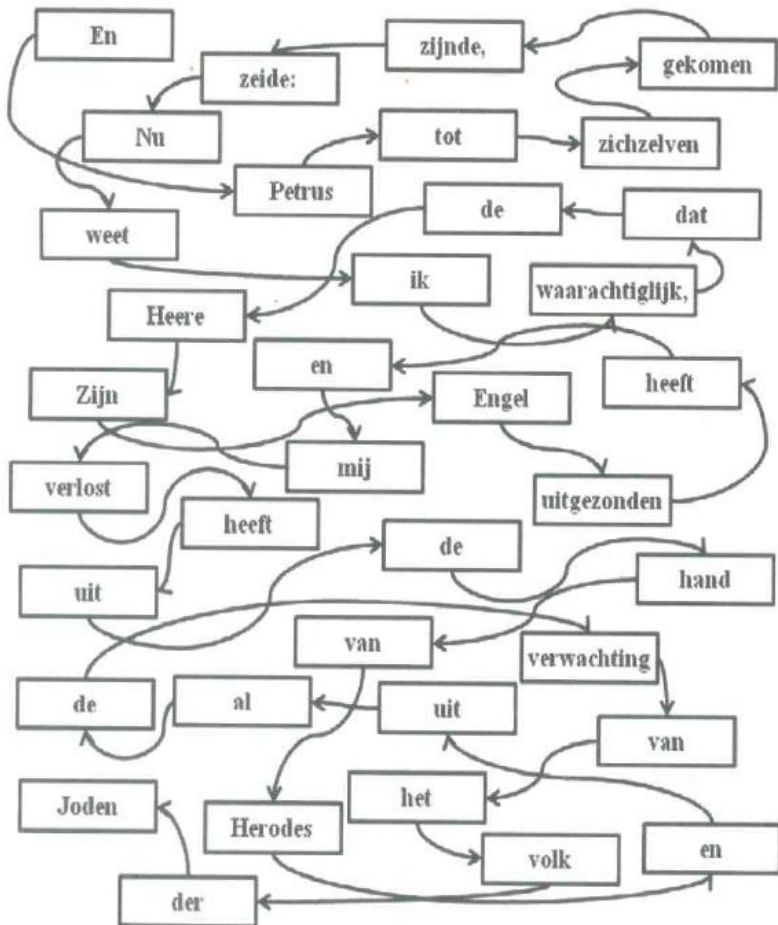 En
Petrus
tot
zichzelven
gekomen
zijnde,
zeide:
Nu
weet
ik
waarachtiglijk,
dat
de
Heere
Zijn
Engel
uitgezonden
heeft
en
mij
verlost
heeft
uit
de
hand
van
Herodes
en
uit
al
de
verwachting
van
het
volk
der
Joden